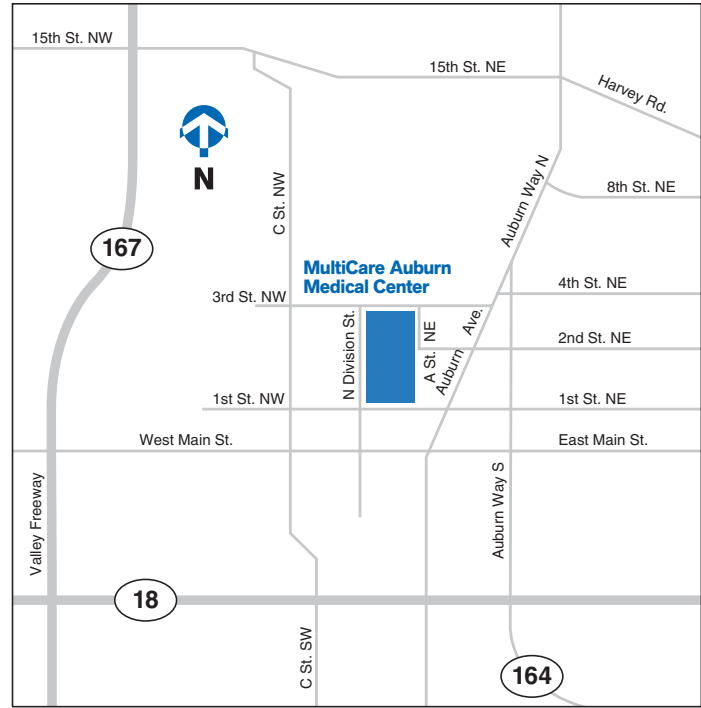 15th St. NW
15th St. NE
Harvey Rd.
N
C St. NW
Auburn Way N
8th St. NE
167
MultiCare Auburn
Medical Center
4th St. NE
3rd St. NW
N Division St.
A St. NE
Auburn Ave.
2nd St. NE
1st St. NW
1st St. NE
West Main St.
East Main St.
Valley Freeway
Auburn Way S
18
C St. SW
164